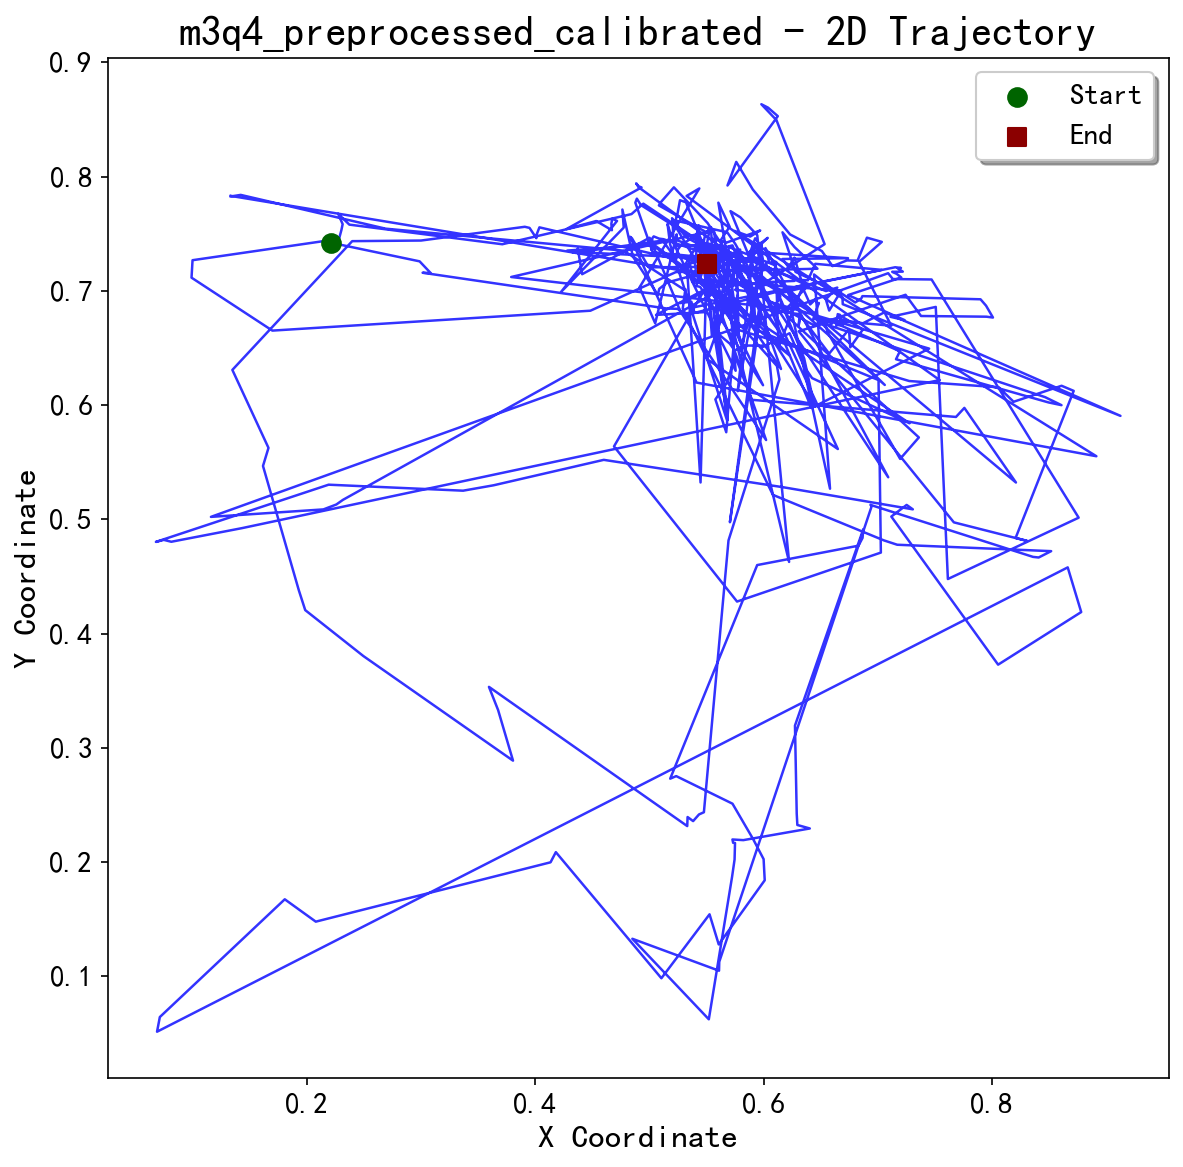 m3q4_preprocessed_calibrated - 2D Trajectory
Start
End
0.9
0.8
0.7
0.6
0.5
0.4
0.3
0.2
0.1
Y Coordinate
0.2
0.4
0.6
0.8
X Coordinate